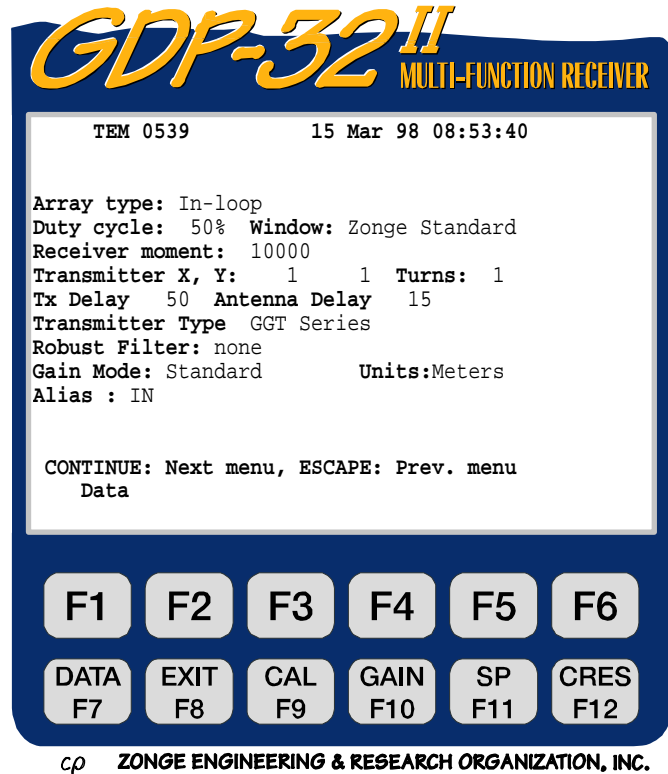 GDP-32 II
MULTI-FUNCTION RECEIVER
TEM 0539 15 Mar 98 08:53:40
Array type: In-loop
Duty cycle: 50% Window: Zonge Standard
Receiver moment: 10000
Transmitter X, Y: 1 1 Turns: 1
Tx Delay 50 Antenna Delay 15
Transmitter Type GGT Series
Robust Filter: none
Gain Mode: Standard Units:Meters
Alias : IN
CONTINUE: Next menu, ESCAPE: Prev. menu
Data
F1 F2 F3 F4 F5 F6
DATA EXIT CAL GAIN SP CRES
F7 F8 F9 F10 F11 F12
ZONGE ENGINEERING & RESEARCH ORGANIZATION, INC.